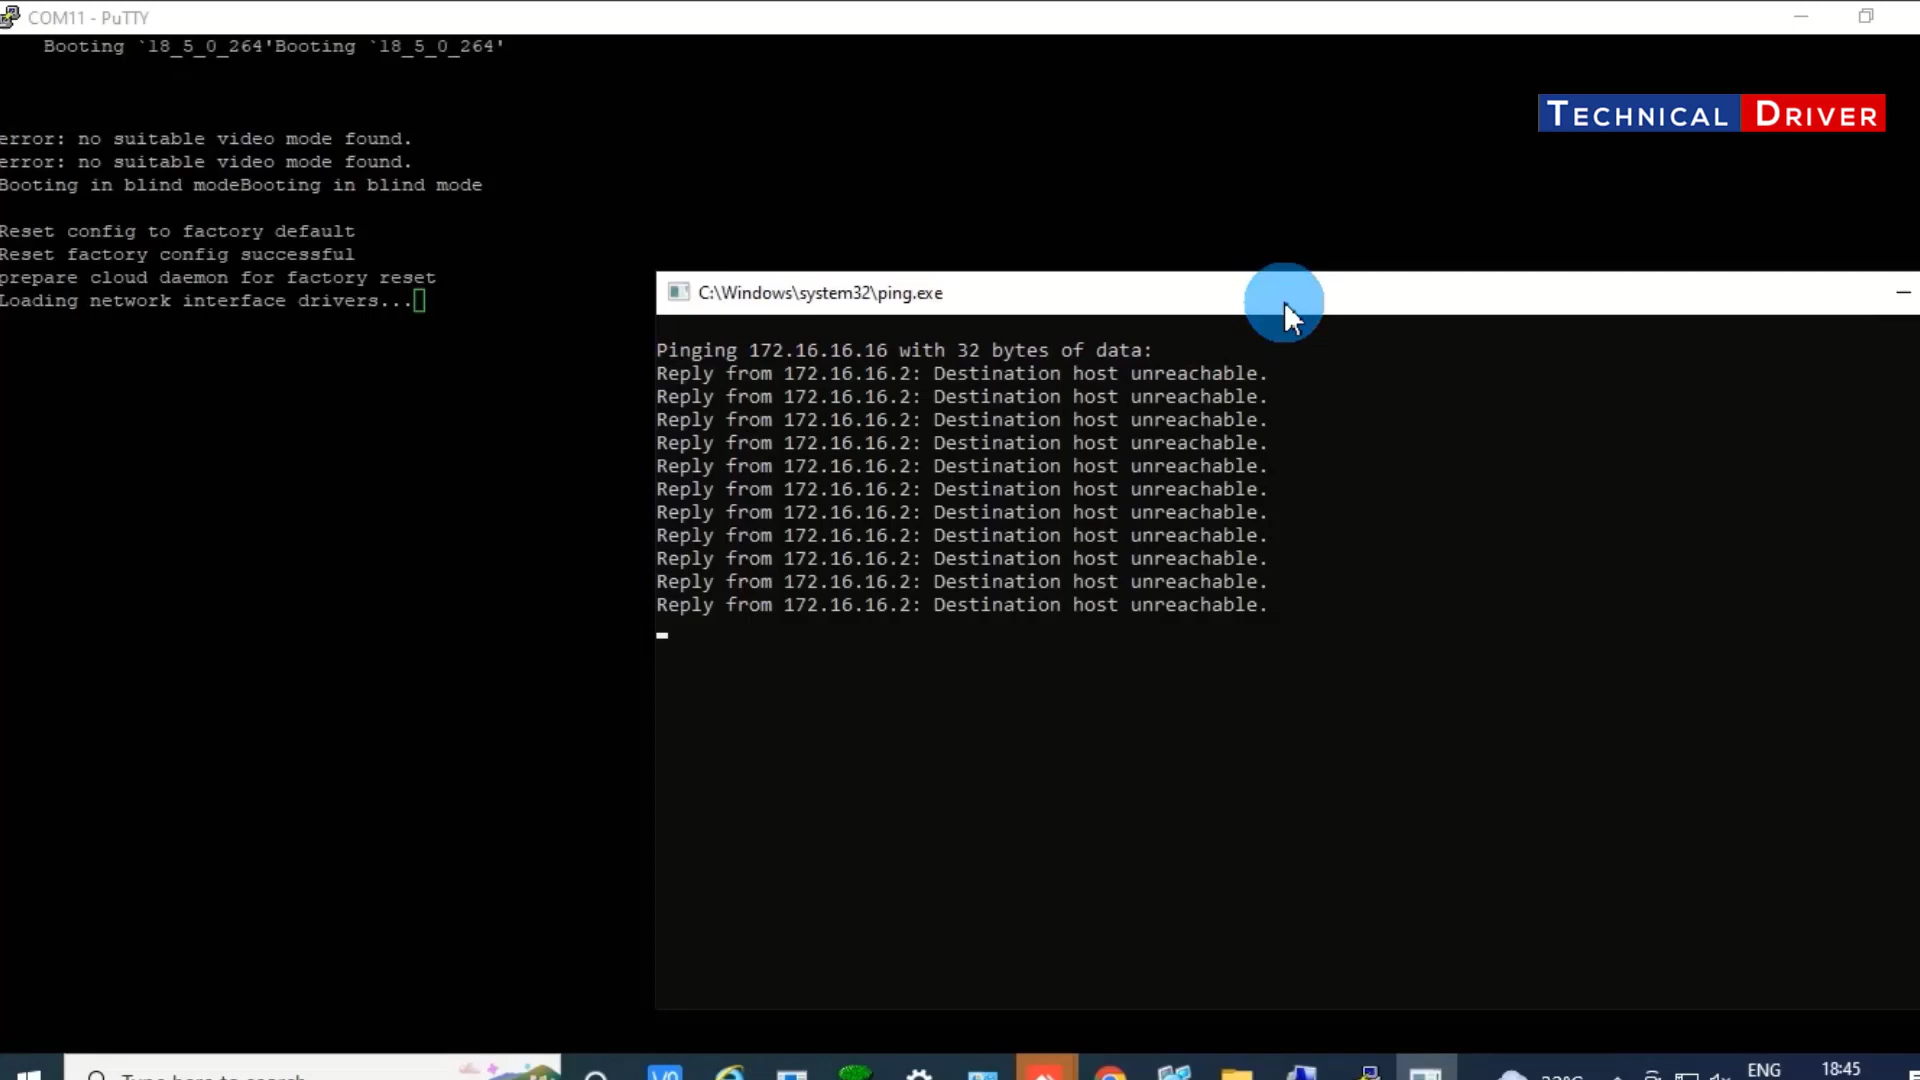 COM11 - PuTTY
Booting `18_5_0_264'Booting `18_5_0_264'
TECHNICAL DRIVER
error: no suitable video mode found.
error: no suitable video mode found.
Booting in blind modeBooting in blind mode
Reset config to factory default
Reset factory config successful
prepare cloud daemon for factory reset
Loading network interface drivers...
C:\Windows\system32\ping.exe
Pinging 172.16.16.16 with 32 bytes of data:
Reply from 172.16.16.2: Destination host unreachable.
Reply from 172.16.16.2: Destination host unreachable.
Reply from 172.16.16.2: Destination host unreachable.
Reply from 172.16.16.2: Destination host unreachable.
Reply from 172.16.16.2: Destination host unreachable.
Reply from 172.16.16.2: Destination host unreachable.
Reply from 172.16.16.2: Destination host unreachable.
Reply from 172.16.16.2: Destination host unreachable.
Reply from 172.16.16.2: Destination host unreachable.
Reply from 172.16.16.2: Destination host unreachable.
Reply from 172.16.16.2: Destination host unreachable.
Type here to search
ENG
18:45